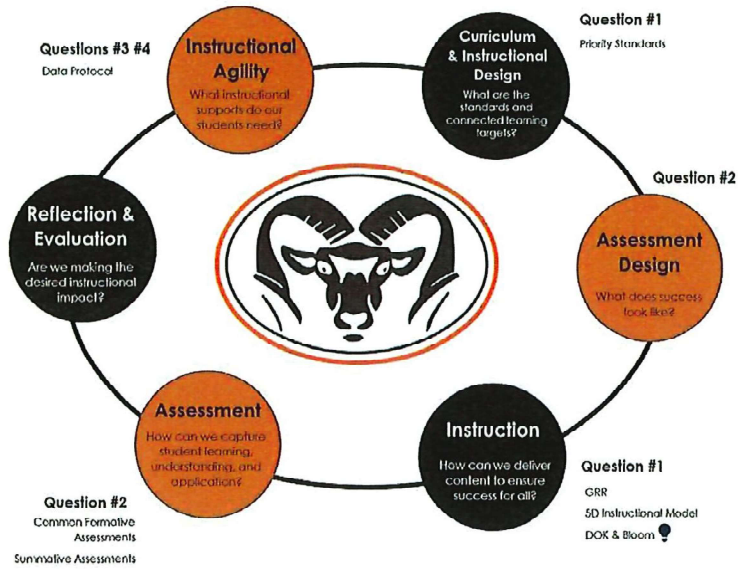 Questions #3 #4
Data Protocol
Instructional
Agility
What instructional
supports do our
students need?
Curriculum
& Instructional
Design
What are the
standards and
connected learning
targets?
Question #1
Priority Standards
Question #2
Assessment
Design
What does success
look like?
Reflection &
Evaluation
Are we making the
desired instructional
impact?
Assessment
How can we capture
student learning,
understanding, and
application?
Question #2
Common Formative
Assessments
Summative Assessments
Instruction
How can we deliver
content to ensure
success for all?
Question #1
GRR
5D Instructional Model
DOK & Bloom